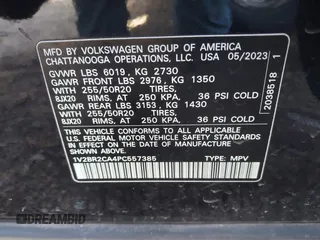 MFD BY VOLKSWAGEN GROUP OF AMERICA
CHATTANOOGA OPERATIONS, LLC. USA 05/2023
GVWR LBS 6019, KG 2730
GAWR FRONT LBS 2976, KG 1350
WITH 255/50R20 TIRES,
8JX20 RIMS, AT 250 KPA, 36 PSI COLD
GAWR REAR LBS 3153, KG 1430
WITH 255/50R20 TIRES,
8JX20 RIMS, AT 250 KPA, 36 PSI COLD
THIS VEHICLE CONFORMS TO ALL APPLICABLE
U.S. FEDERAL MOTOR VEHICLE SAFETY
STANDARDS IN EFFECT ON THE DATE OF
MANUFACTURE SHOWN ABOVE.
1V2BR2CA4PC557385 TYPE: MPV
2038518 1
© CARBIDMD